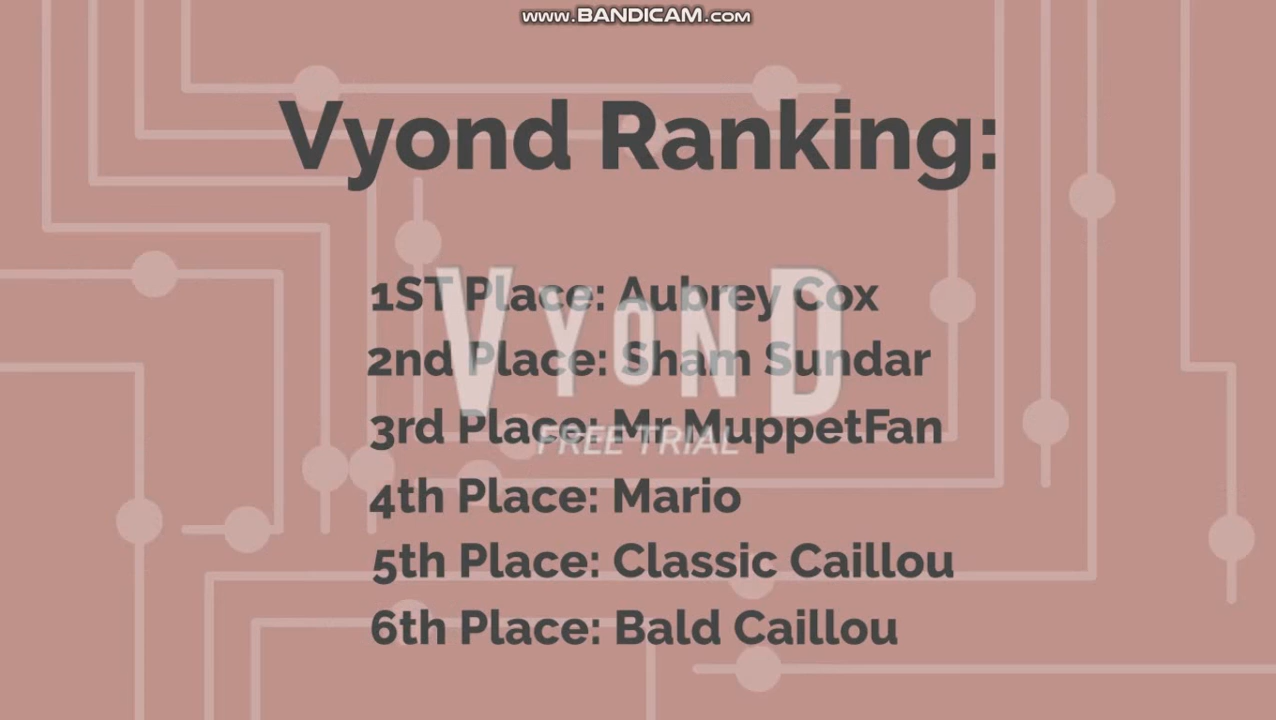 www.BANDICAM.com
Vyond Ranking:
1ST Place: Aubrey Cox
2nd Place: Sham Sundar
VYOND
3rd Place: Mr MuppetFan
FREE TRIAL
4th Place: Mario
5th Place: Classic Caillou
6th Place: Bald Caillou